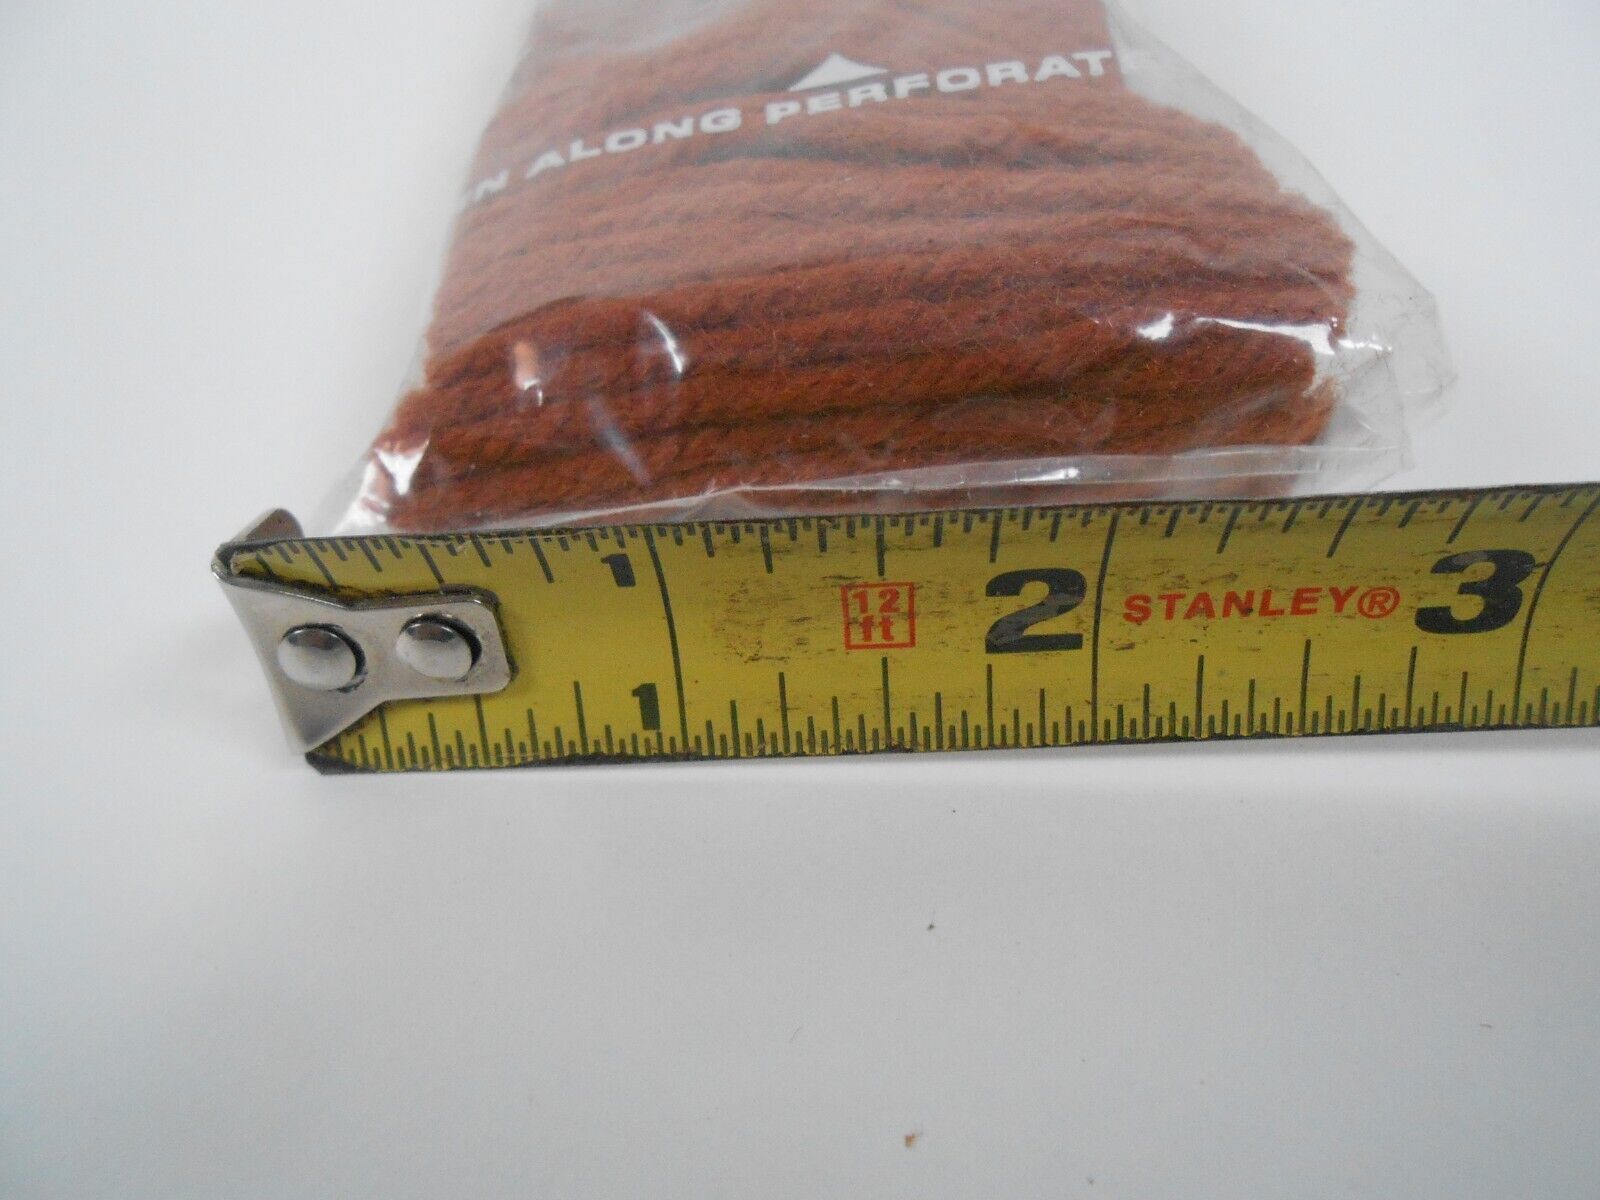 N ALONG PERFORAT
1 12 2 STANLEY® 3
ft
1